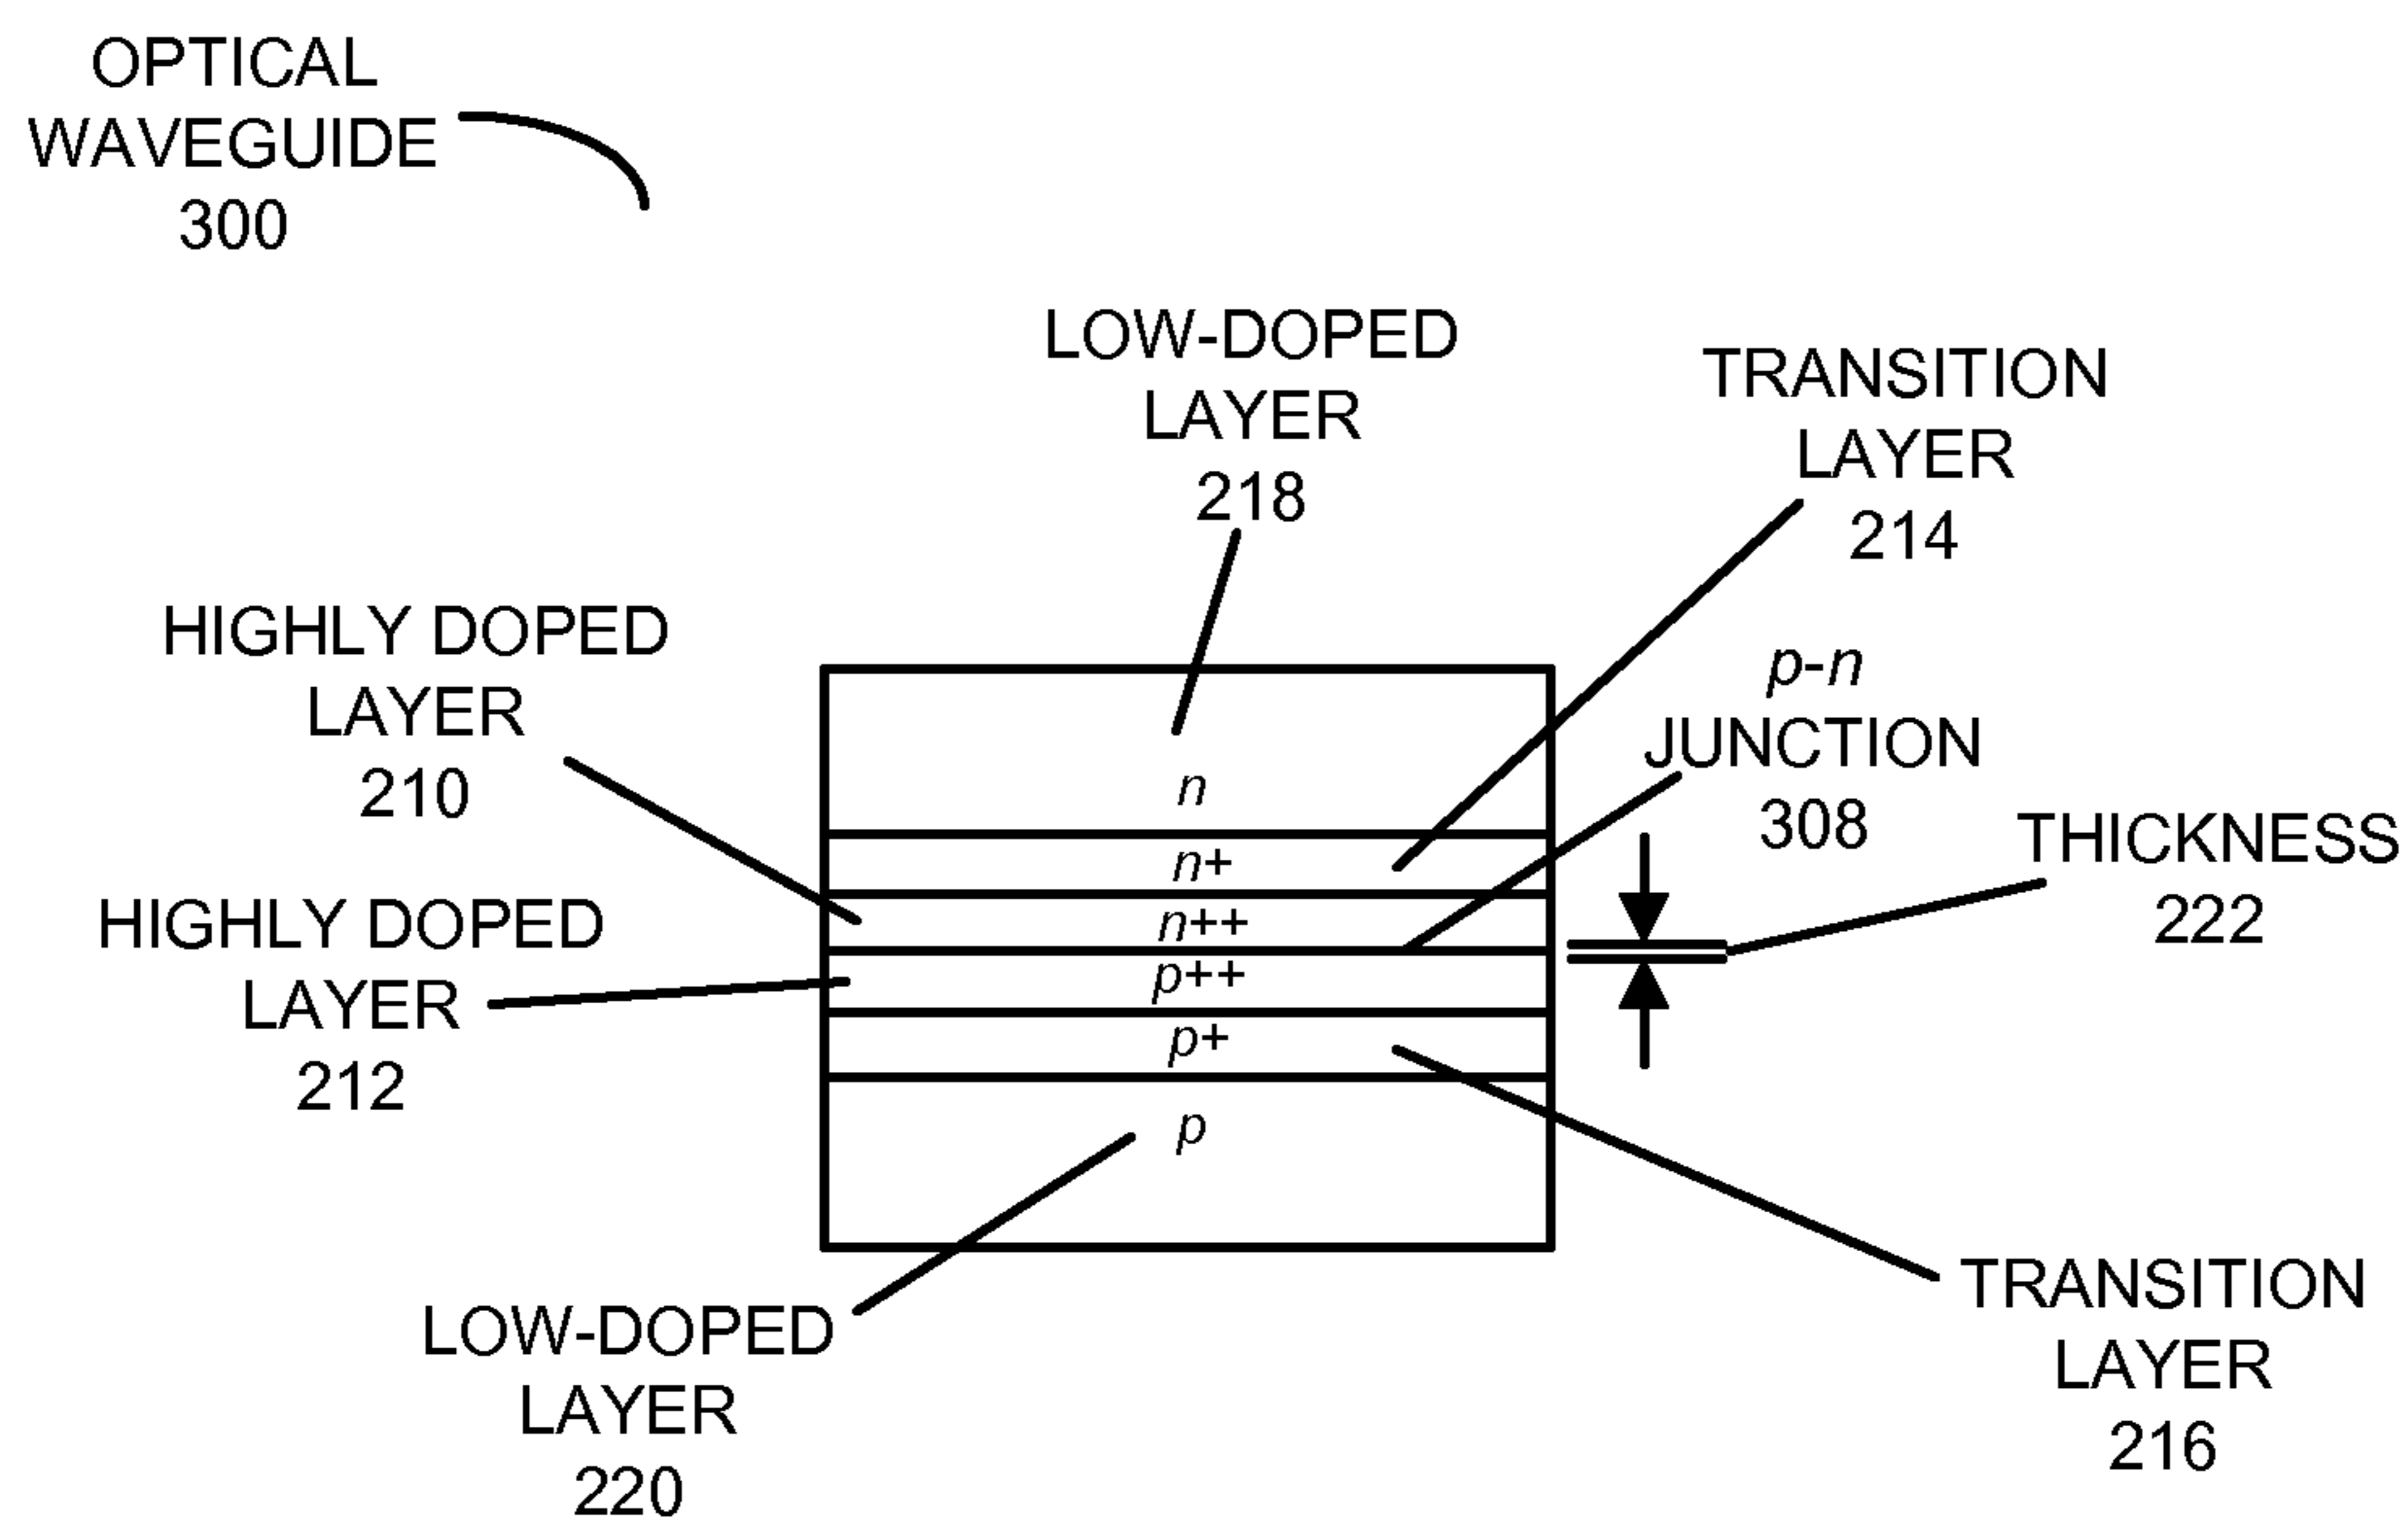 OPTICAL
WAVEGUIDE
300
LOW-DOPED
LAYER
218
TRANSITION
LAYER
214
HIGHLY DOPED
LAYER
210
p-n
JUNCTION
308
THICKNESS
222
HIGHLY DOPED
LAYER
212
n
n+
n++
p++
p+
p
LOW-DOPED
LAYER
220
TRANSITION
LAYER
216